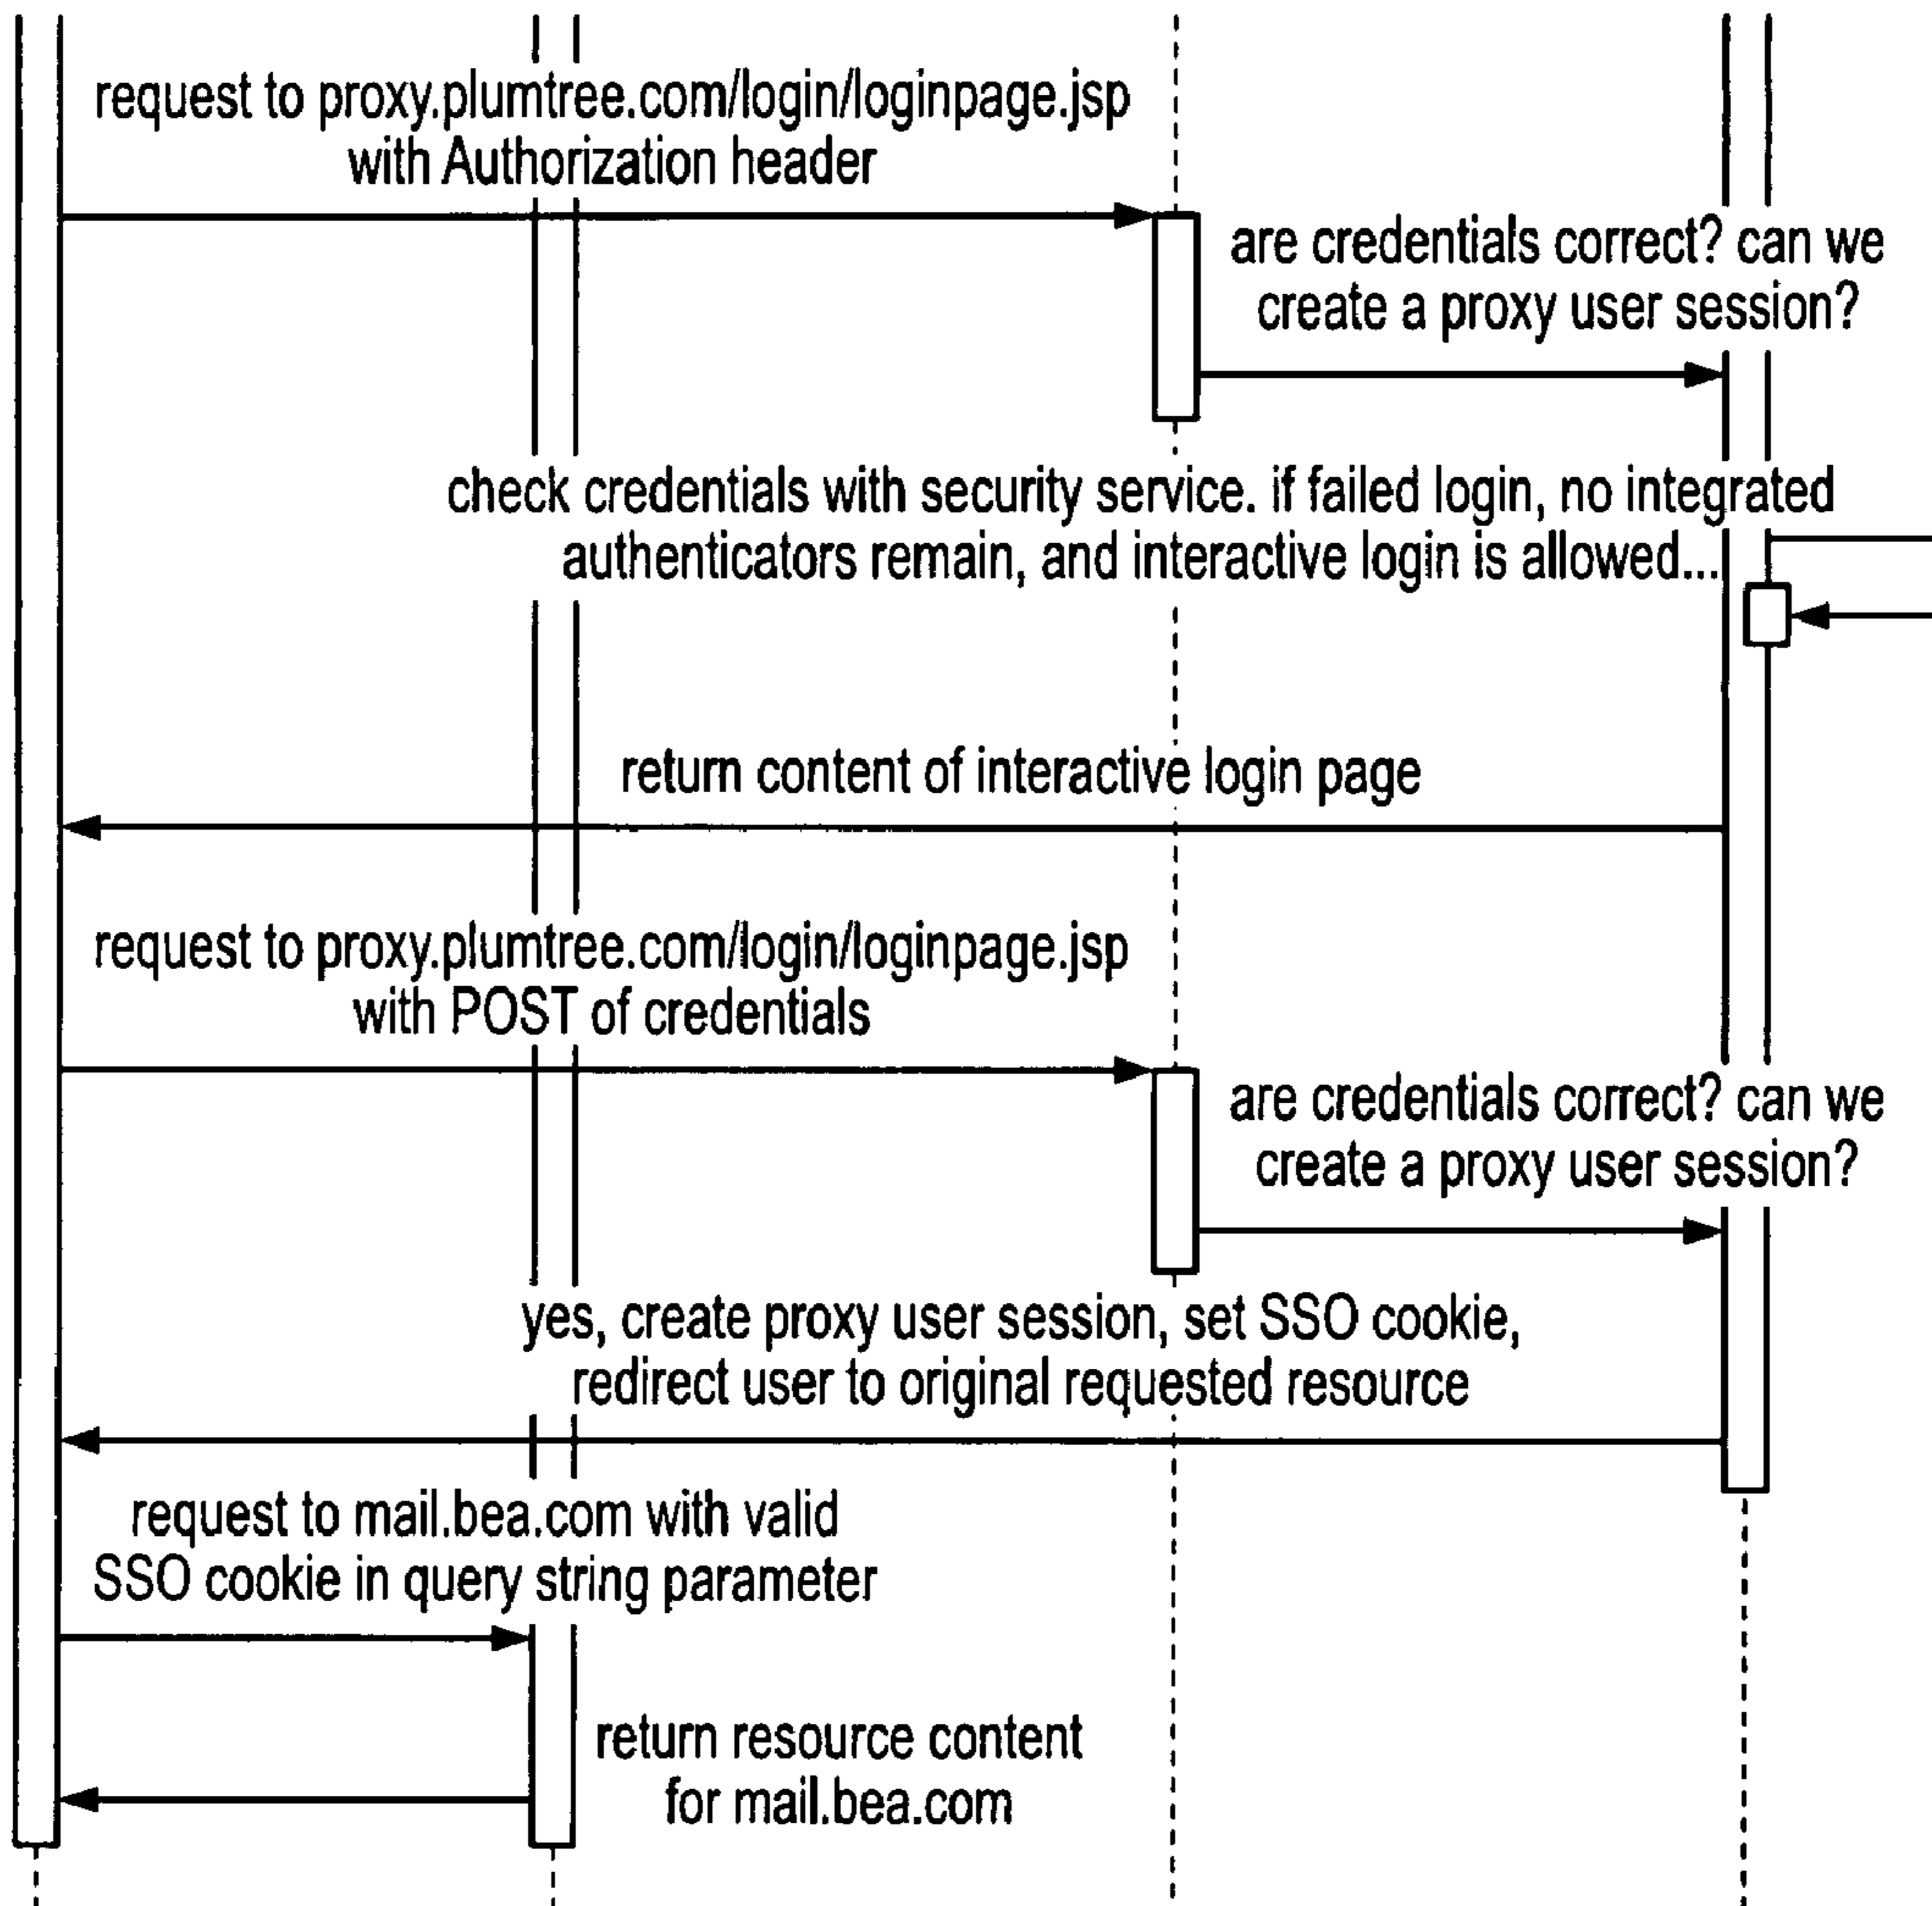 request to proxy.plumtree.com/login/loginpage.jsp
with Authorization header
are credentials correct? can we
create a proxy user session?
check credentials with security service. if failed login, no integrated
authenticators remain, and interactive login is allowed...
return content of interactive login page
request to proxy.plumtree.com/login/loginpage.jsp
with POST of credentials
are credentials correct? can we
create a proxy user session?
yes, create proxy user session, set SSO cookie,
redirect user to original requested resource
request to mail.bea.com with valid
SSO cookie in query string parameter
return resource content
for mail.bea.com